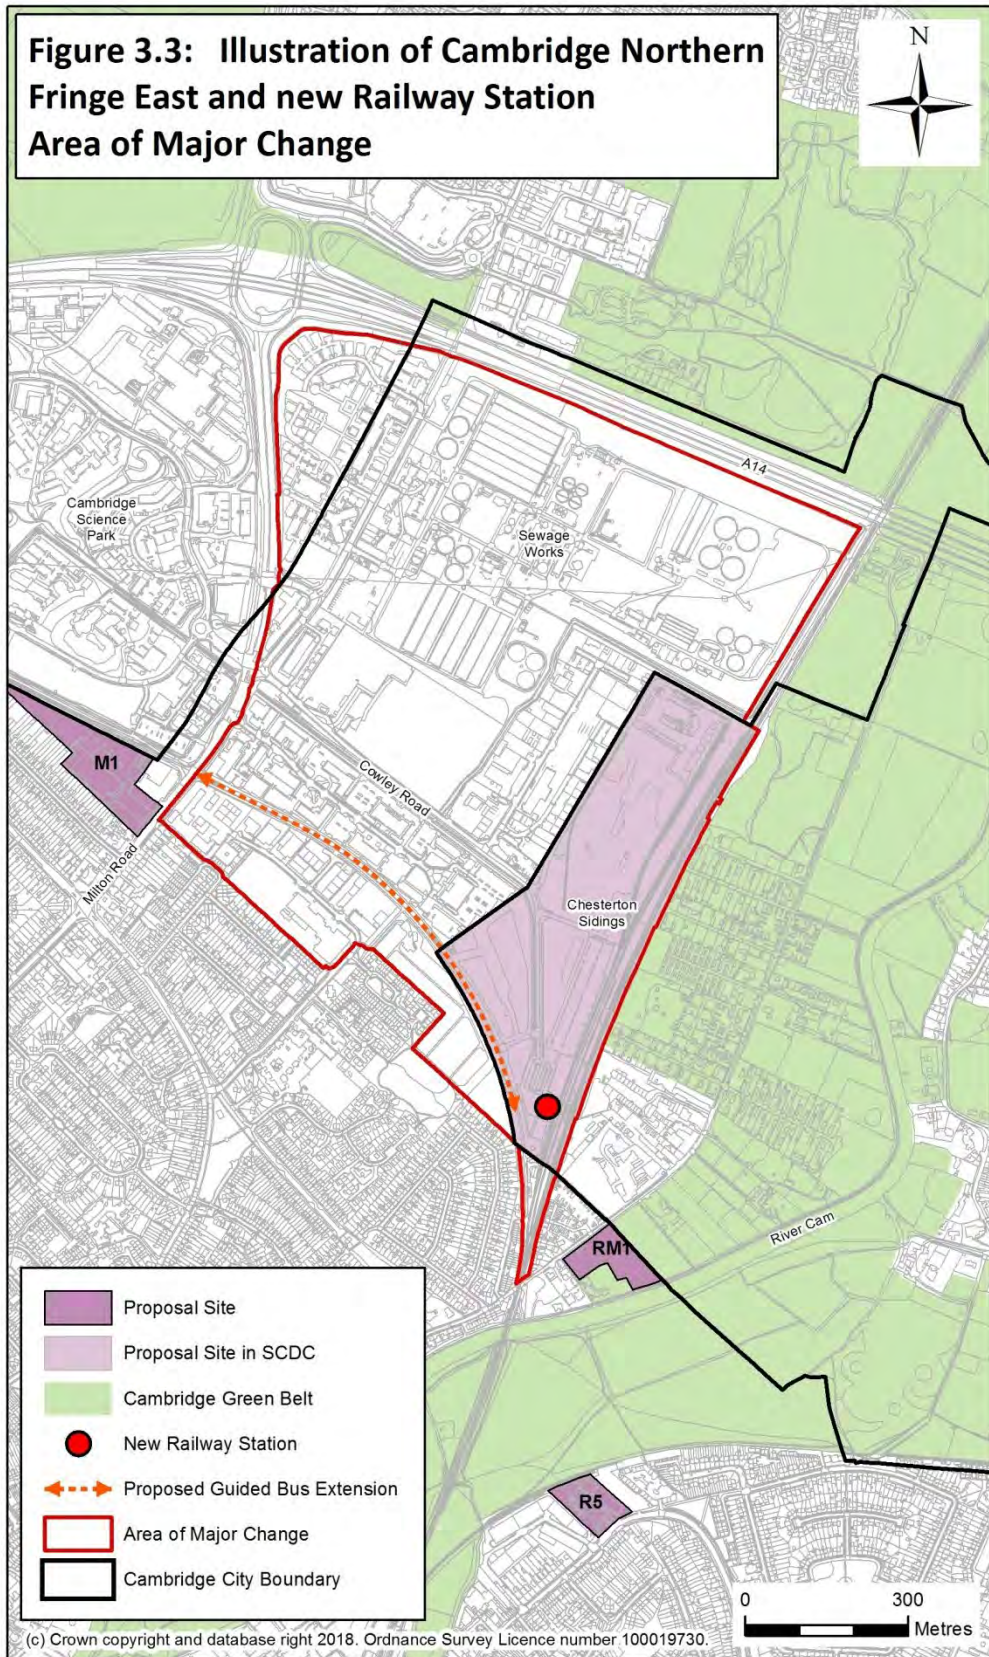 Figure 3.3: Illustration of Cambridge Northern
Fringe East and new Railway Station
Area of Major Change
N
A14
Cambridge
Science
Park
Sewage
Works
M1
Cowley Road
Milton Road
Chesterton
Sidings
River Cam
RM1
Proposal Site
Proposal Site in SCDC
Cambridge Green Belt
New Railway Station
Proposed Guided Bus Extension
Area of Major Change
Cambridge City Boundary
R5
0 300
Metres
(c) Crown copyright and database right 2018. Ordnance Survey Licence number 100019730.